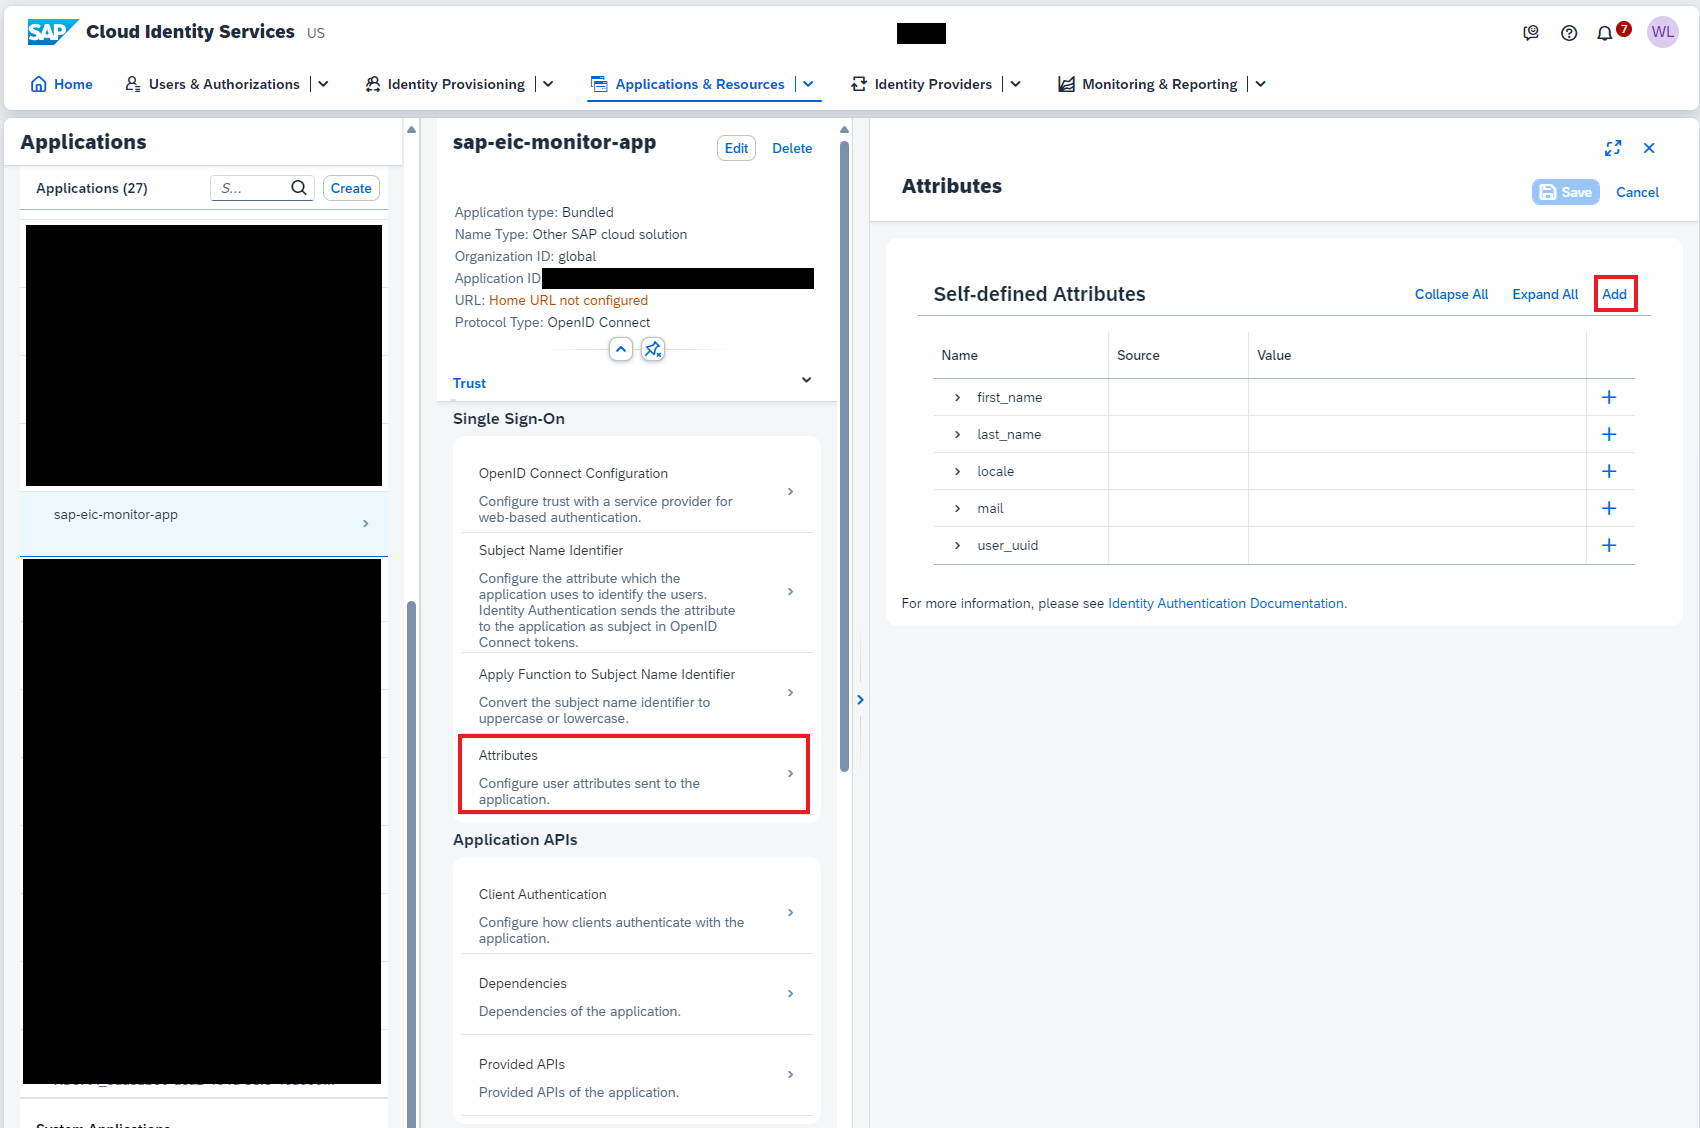 SAP Cloud Identity Services US
7
WL
Home
Users & Authorizations
Identity Provisioning
Applications & Resources
Identity Providers
Monitoring & Reporting
Applications
Applications (27)
S...
Create
sap-eic-monitor-app
System Applications
sap-eic-monitor-app
Edit
Delete
Application type: Bundled
Name Type: Other SAP cloud solution
Organization ID: global
Application ID
URL: Home URL not configured
Protocol Type: OpenID Connect
Trust
Single Sign-On
OpenID Connect Configuration
Configure trust with a service provider for
web-based authentication.
Subject Name Identifier
Configure the attribute which the
application uses to identify the users.
Identity Authentication sends the attribute
to the application as subject in OpenID
Connect tokens.
Apply Function to Subject Name Identifier
Convert the subject name identifier to
uppercase or lowercase.
Attributes
Configure user attributes sent to the
application.
Application APIs
Client Authentication
Configure how clients authenticate with the
application.
Dependencies
Dependencies of the application.
Provided APIs
Provided APIs of the application.
Attributes
Save
Cancel
Self-defined Attributes
Collapse All
Expand All
Add
Name Source Value
first_name
last_name
locale
mail
user_uuid
For more information, please see Identity Authentication Documentation.